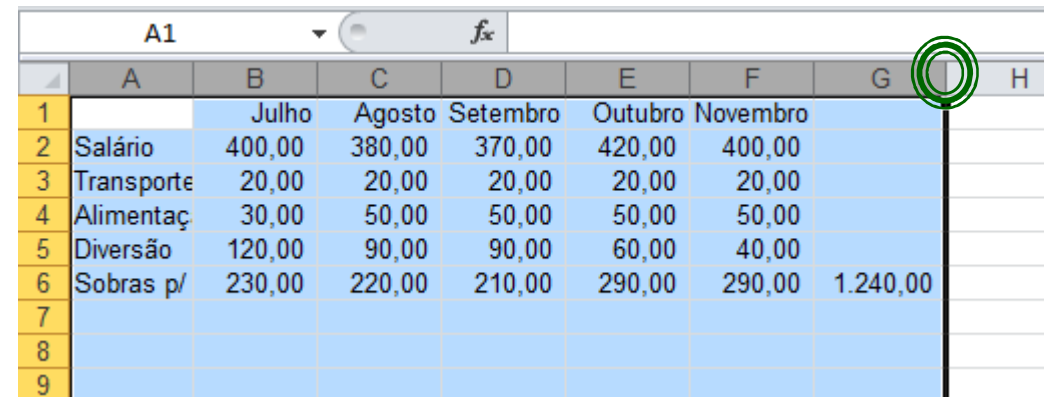 A1 fx
A B C D E F G H
1 Julho Agosto Setembro Outubro Novembro
2 Salário 400,00 380,00 370,00 420,00 400,00
3 Transporte 20,00 20,00 20,00 20,00 20,00
4 Alimentaç 30,00 50,00 50,00 50,00 50,00
5 Diversão 120,00 90,00 90,00 60,00 40,00
6 Sobras p/ 230,00 220,00 210,00 290,00 290,00 1.240,00
7
8
9